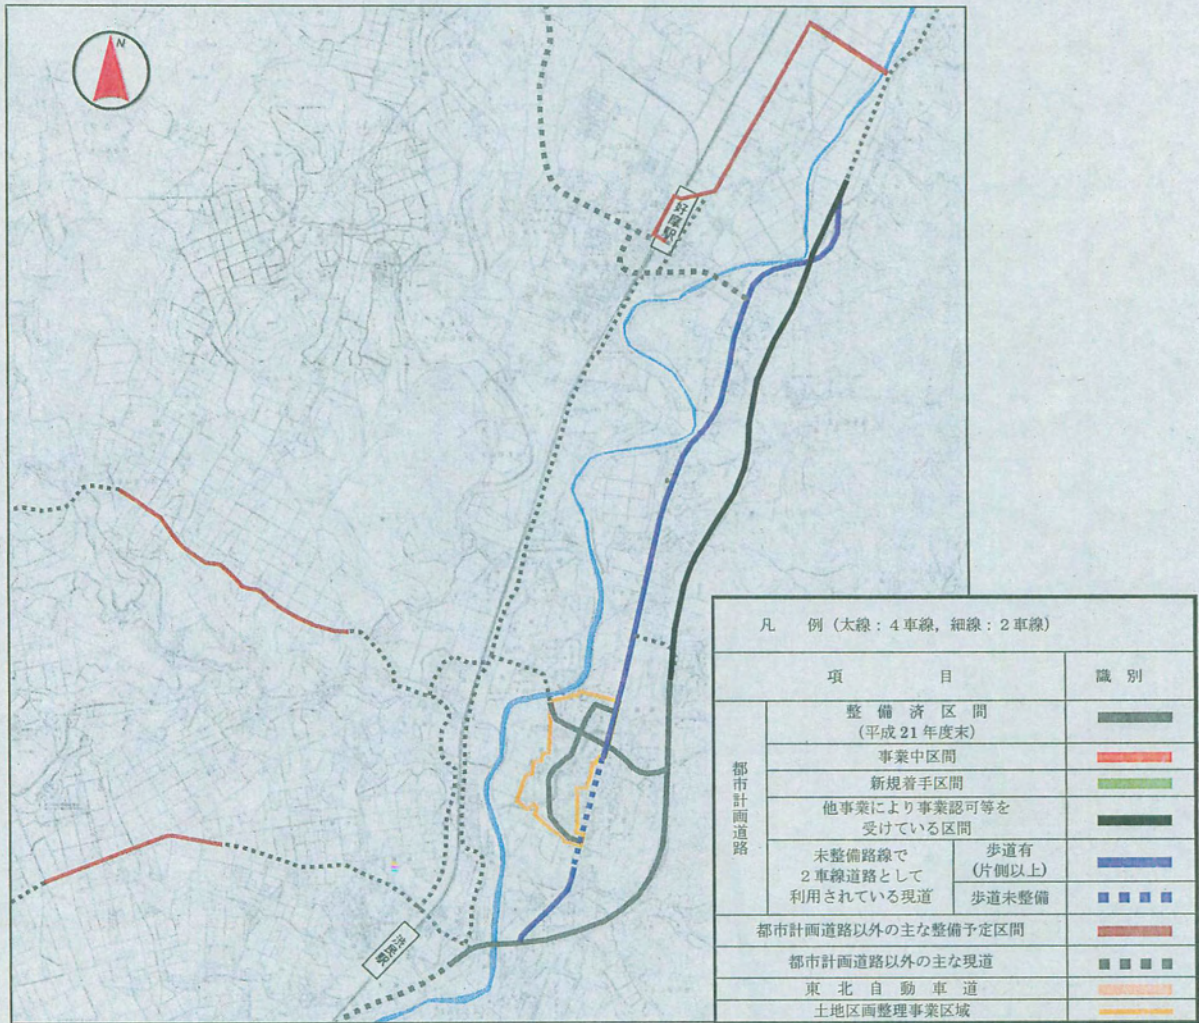 N
好摩駅
渋民駅
凡　例（太線：4車線，細線：2車線）
項　目
識別
都市計画道路
整備済区間
（平成21年度末）
事業中区間
新規着手区間
他事業により事業認可等を
受けている区間
未整備路線で
2車線道路として
利用されている現道
歩道有
（片側以上）
歩道未整備
都市計画道路以外の主な整備予定区間
都市計画道路以外の主な現道
東北自動車道
土地区画整理事業区域